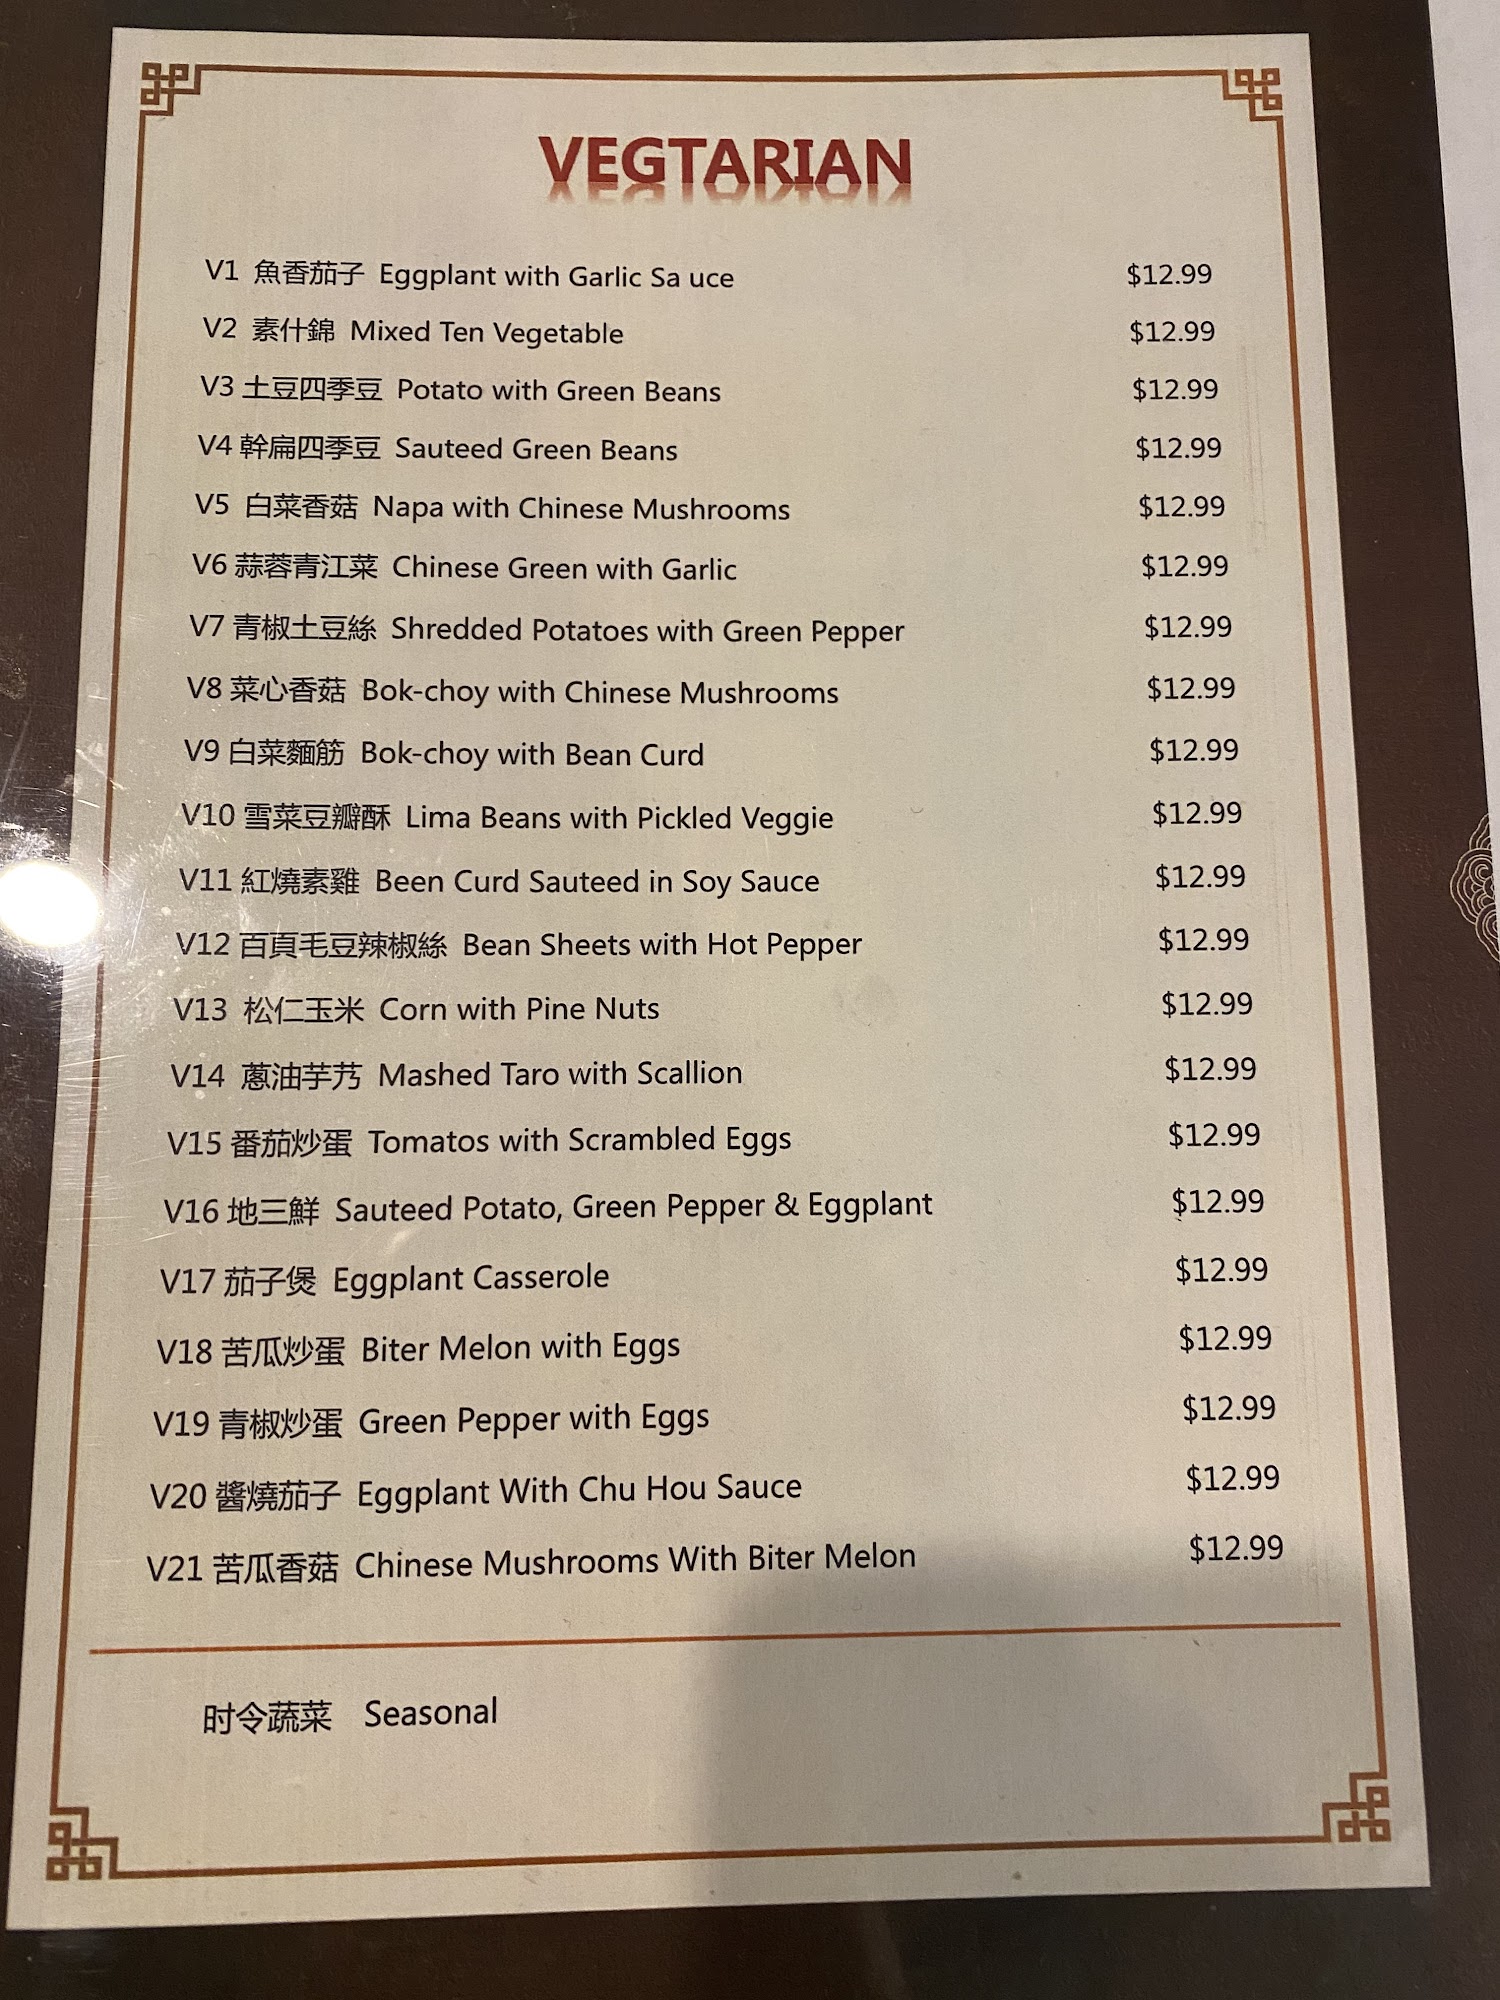 VEGTARIAN
V1 魚香茄子 Eggplant with Garlic Sa uce $12.99
V2 素什錦 Mixed Ten Vegetable $12.99
V3 土豆四季豆 Potato with Green Beans $12.99
V4 幹扁四季豆 Sauteed Green Beans $12.99
V5 白菜香菇 Napa with Chinese Mushrooms $12.99
V6 蒜蓉青江菜 Chinese Green with Garlic $12.99
V7 青椒土豆絲 Shredded Potatoes with Green Pepper $12.99
V8 菜心香菇 Bok-choy with Chinese Mushrooms $12.99
V9 白菜麵筋 Bok-choy with Bean Curd $12.99
V10 雪菜豆瓣酥 Lima Beans with Pickled Veggie $12.99
V11 紅燒素雞 Been Curd Sauteed in Soy Sauce $12.99
V12 百頁毛豆辣椒絲 Bean Sheets with Hot Pepper $12.99
V13 松仁玉米 Corn with Pine Nuts $12.99
V14 蔥油芋艿 Mashed Taro with Scallion $12.99
V15 番茄炒蛋 Tomatos with Scrambled Eggs $12.99
V16 地三鮮 Sauteed Potato, Green Pepper & Eggplant $12.99
V17 茄子煲 Eggplant Casserole $12.99
V18 苦瓜炒蛋 Biter Melon with Eggs $12.99
V19 青椒炒蛋 Green Pepper with Eggs $12.99
V20 醬燒茄子 Eggplant With Chu Hou Sauce $12.99
V21 苦瓜香菇 Chinese Mushrooms With Biter Melon $12.99
时令蔬菜 Seasonal